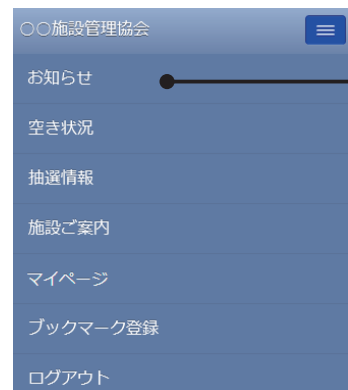 ○○施設管理協会
お知らせ
空き状況
抽選情報
施設ご案内
マイページ
ブックマーク登録
ログアウト